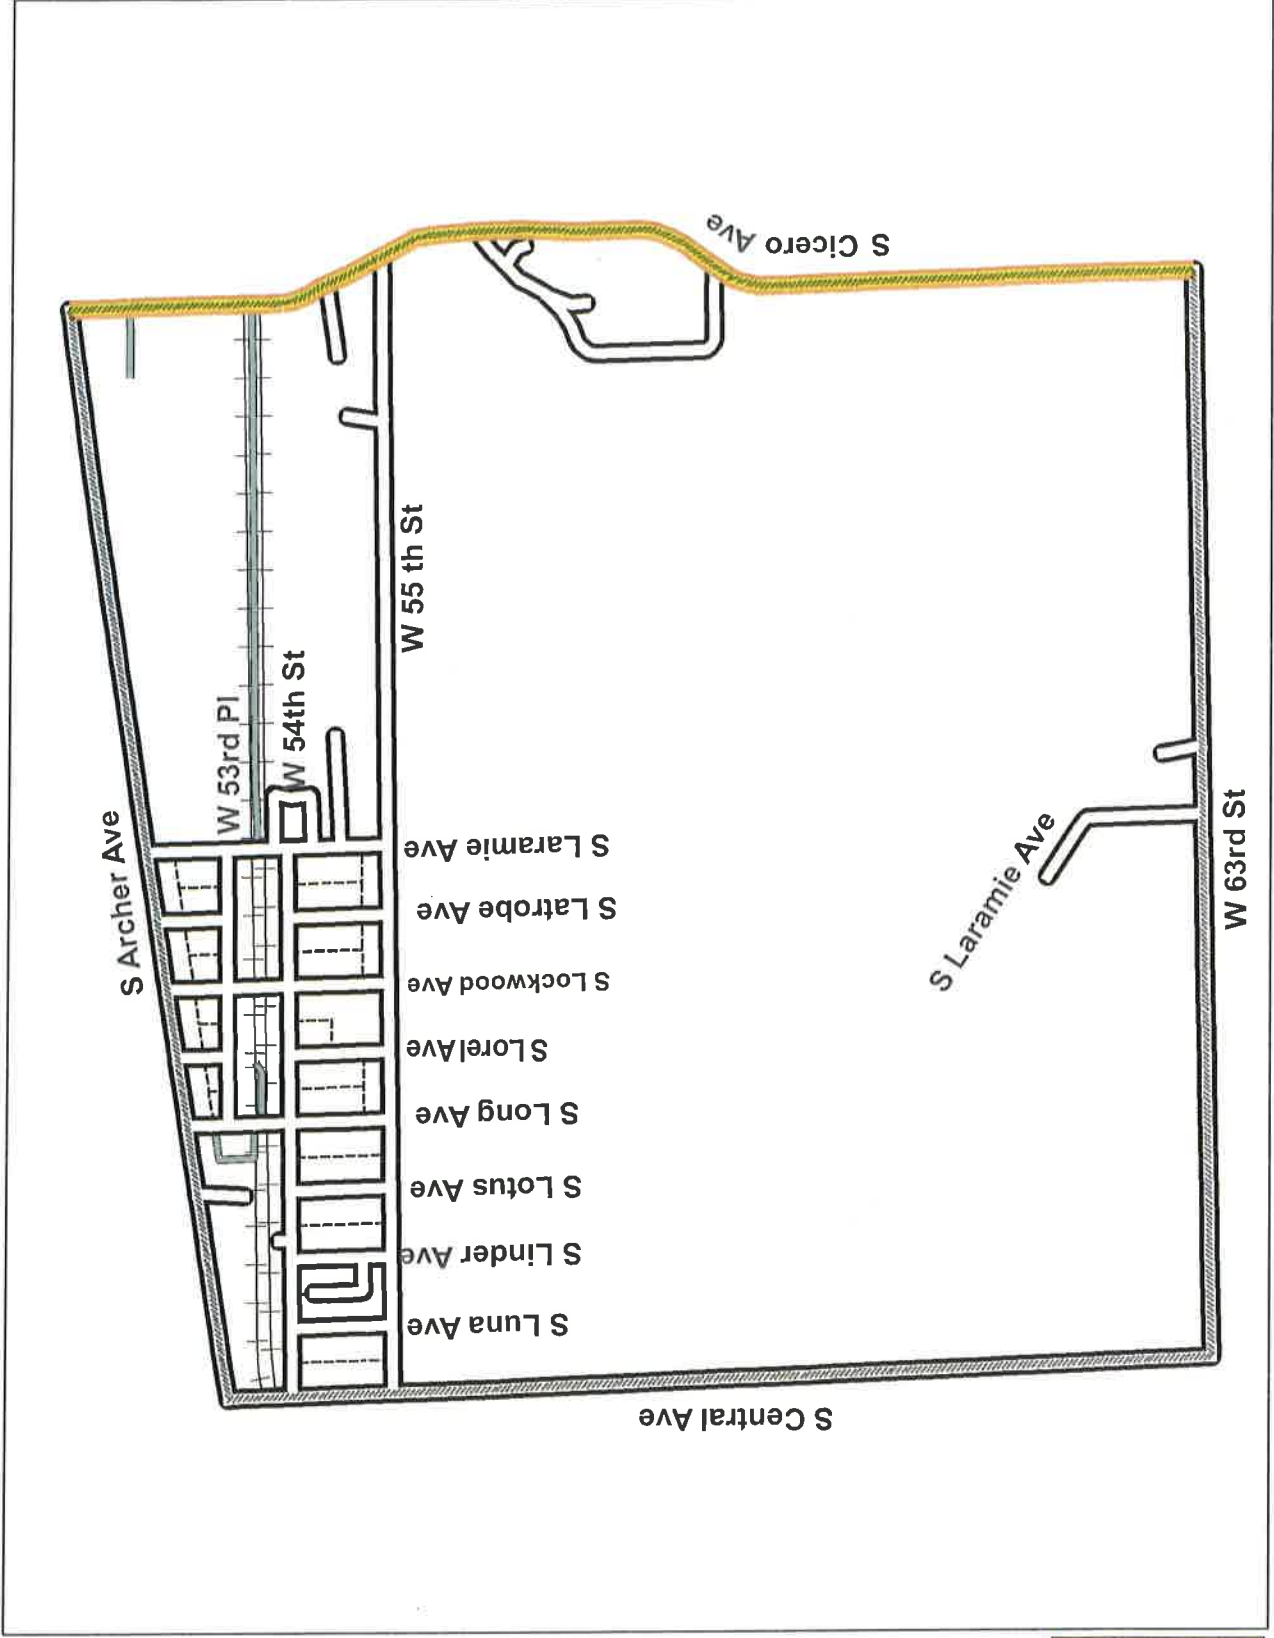 S Archer Ave
W 53rd Pl
W 54th St
W 55 th St
S Cicero Ave
S Laramie Ave
S Latrobe Ave
S Lockwood Ave
S Lorel Ave
S Long Ave
S Lotus Ave
S Linder Ave
S Luna Ave
S Laramie Ave
S Central Ave
W 63rd St